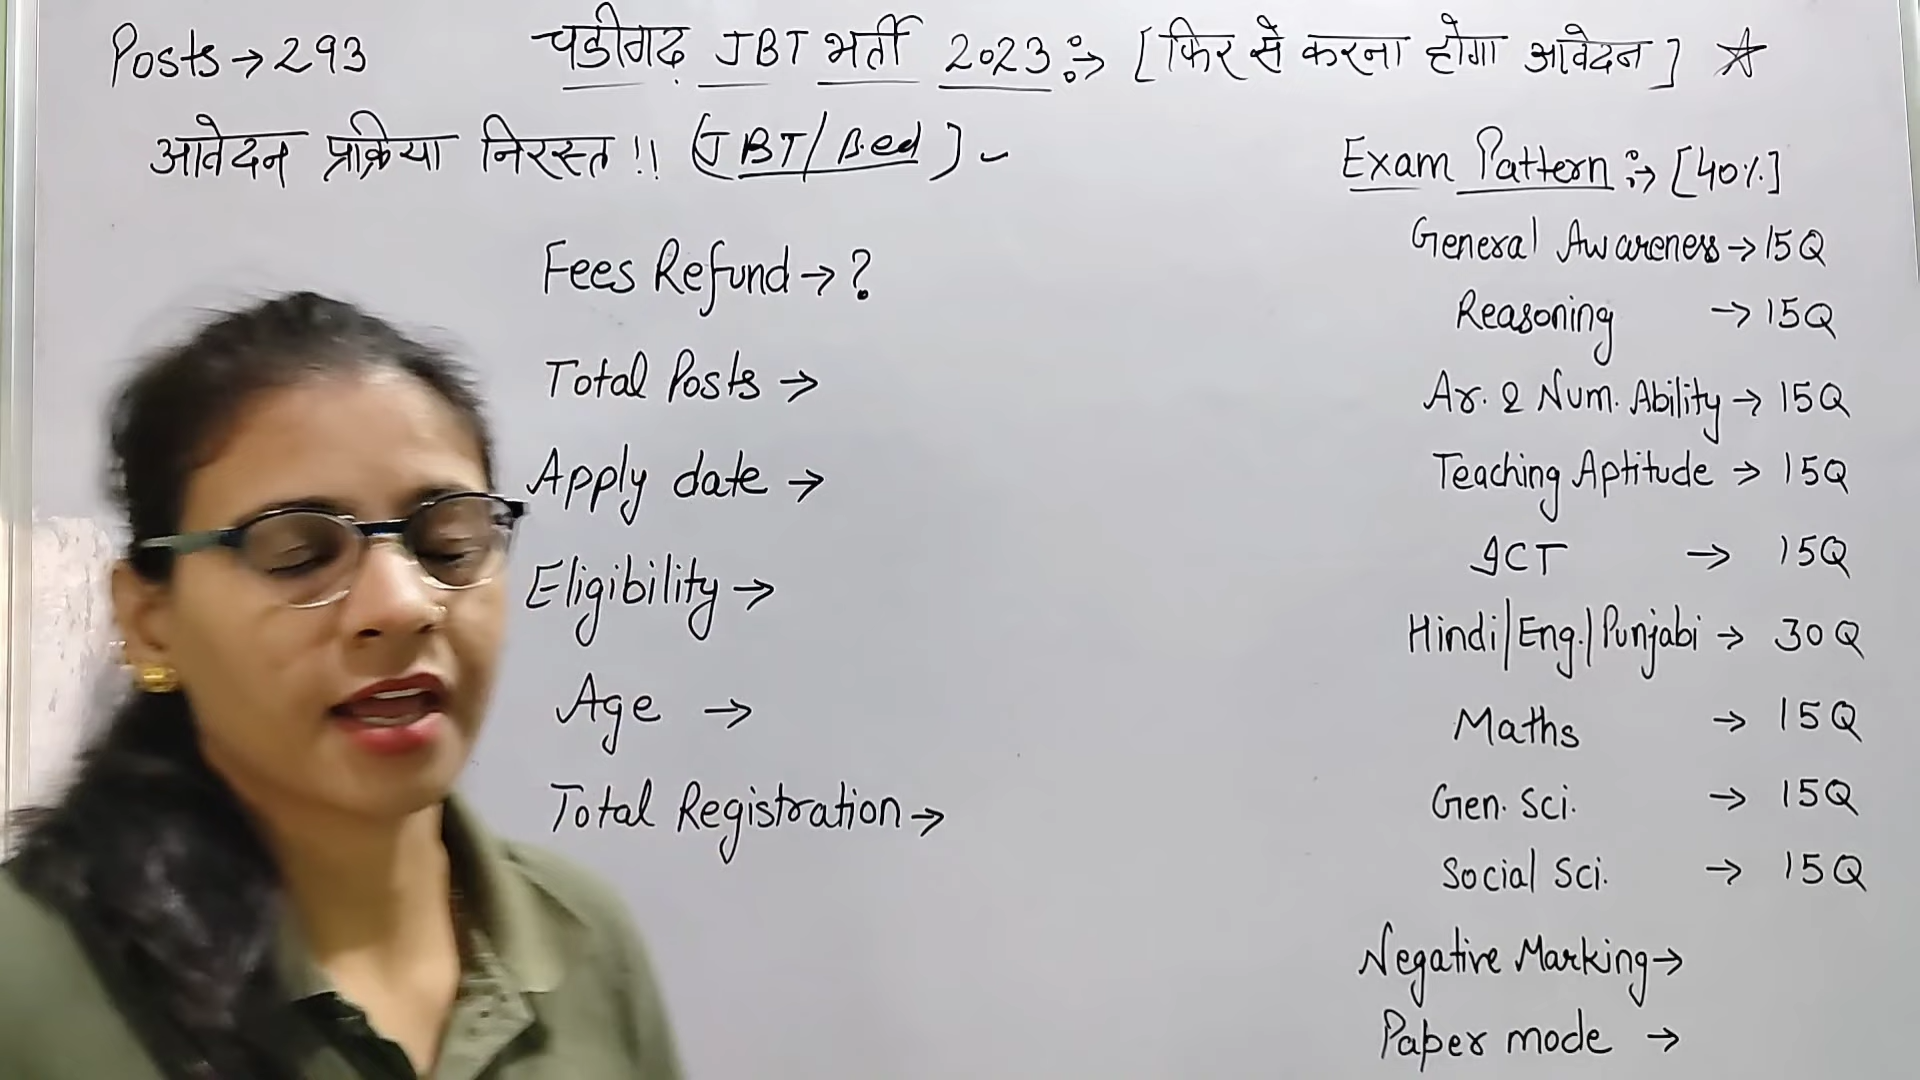 Posts → 293 चडीगढ़ JBT भर्ती 2023 :→ [फिर से करना होगा आवेदन] ☆
आवेदन प्रक्रिया निरस्त !! (JBT/B.ed)
Fees Refund → ?
Total Posts →
Apply date →
Eligibility →
Age →
Total Registration →
Exam Pattern :→ [40%]
General Awareness → 15Q
Reasoning → 15Q
Ar. & Num. Ability → 15Q
Teaching Aptitude → 15Q
ICT → 15Q
Hindi/Eng./Punjabi → 30Q
Maths → 15Q
Gen. Sci. → 15Q
Social Sci. → 15Q
Negative Marking →
Paper mode →